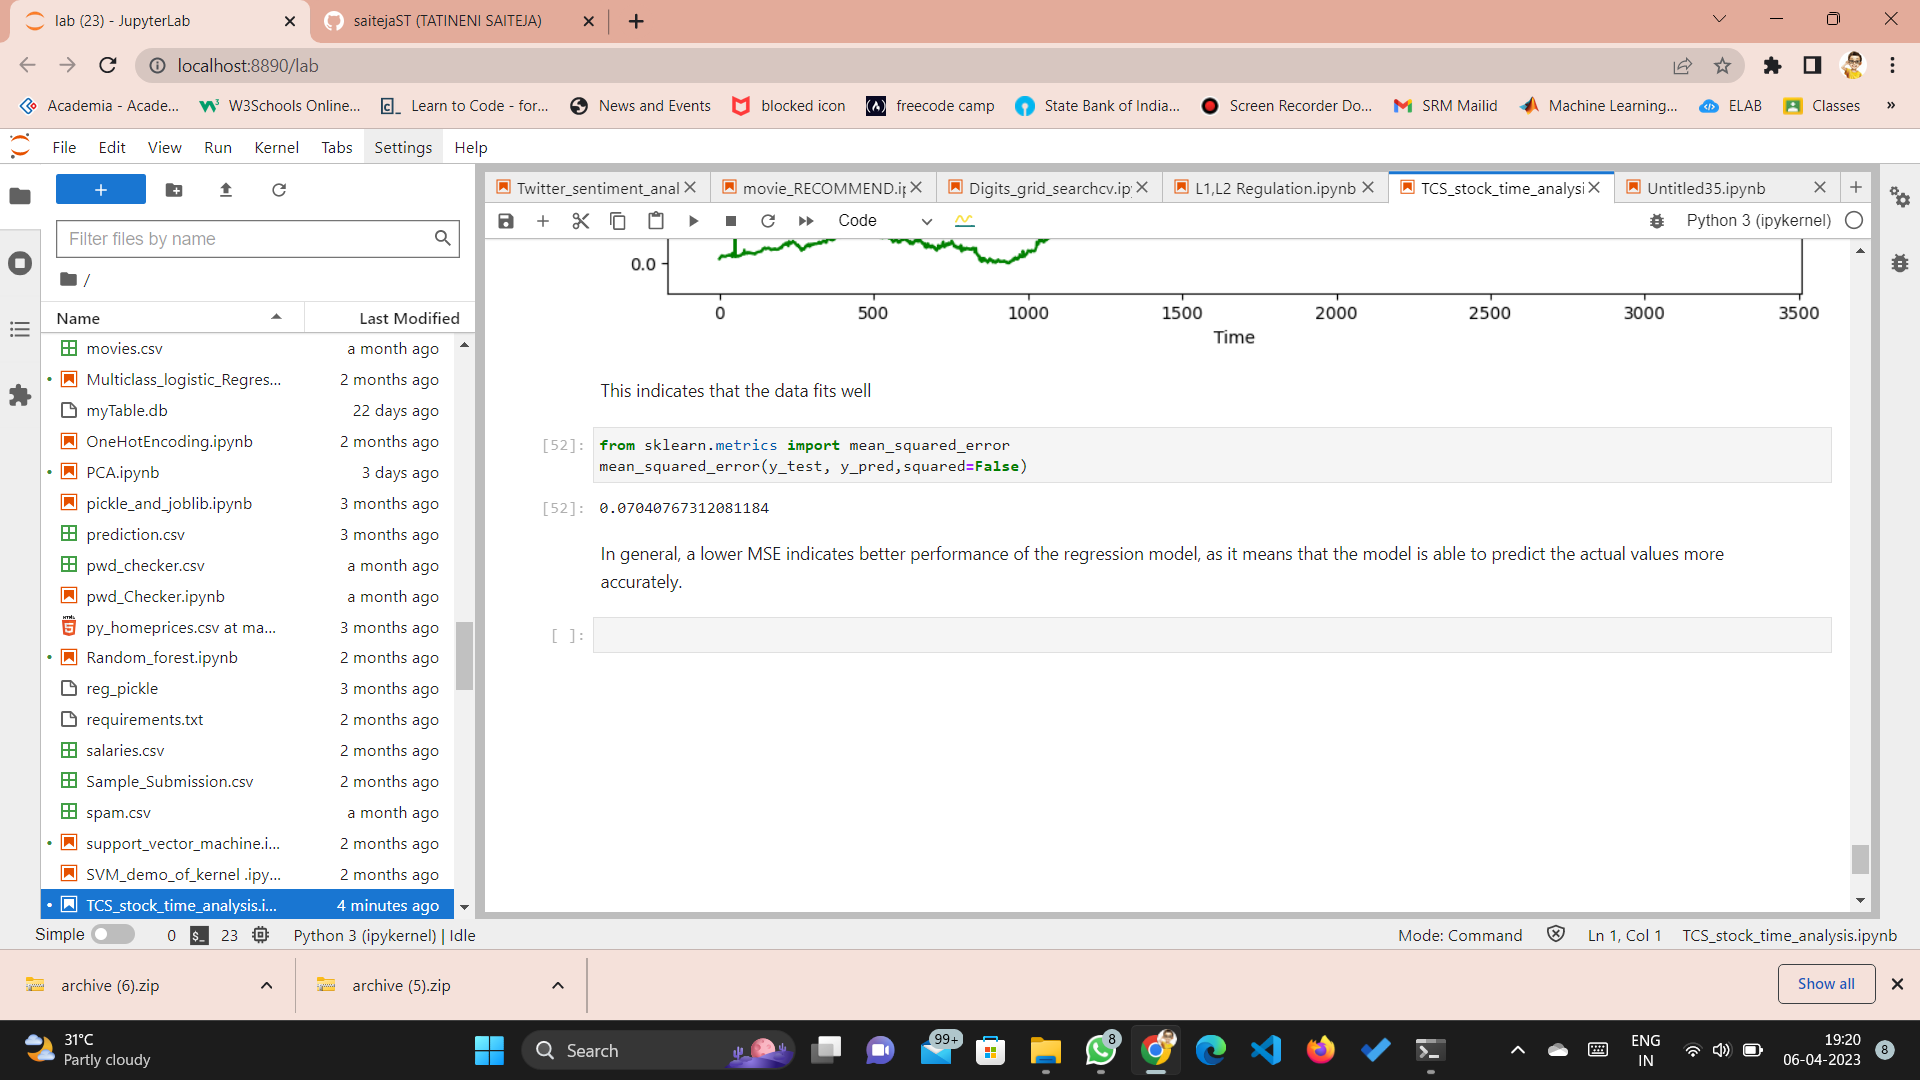 lab (23) - JupyterLab
saitejaST (TATINENI SAITEJA)
localhost:8890/lab
Academia - Acade...
W3Schools Online...
Learn to Code - for...
News and Events
blocked icon
freecode camp
State Bank of India...
Screen Recorder Do...
SRM Mailid
Machine Learning...
ELAB
Classes
»
File Edit View Run Kernel Tabs Settings Help
Filter files by name
/
Name Last Modified
movies.csv a month ago
Multiclass_logistic_Regres... 2 months ago
myTable.db 22 days ago
OneHotEncoding.ipynb 2 months ago
PCA.ipynb 3 days ago
pickle_and_joblib.ipynb 3 months ago
prediction.csv 3 months ago
pwd_checker.csv a month ago
pwd_Checker.ipynb a month ago
py_homeprices.csv at ma... 3 months ago
Random_forest.ipynb 2 months ago
reg_pickle 3 months ago
requirements.txt 2 months ago
salaries.csv 2 months ago
Sample_Submission.csv 2 months ago
spam.csv a month ago
support_vector_machine.i... 2 months ago
SVM_demo_of_kernel .ipy... 2 months ago
TCS_stock_time_analysis.i... 4 minutes ago
Twitter_sentiment_anal
movie_RECOMMEND.ip
Digits_grid_searchcv.ipy
L1,L2 Regulation.ipynb
TCS_stock_time_analysi
Untitled35.ipynb
Code
Python 3 (ipykernel)
0.0
0 500 1000 1500 2000 2500 3000 3500
Time
This indicates that the data fits well
[52]: from sklearn.metrics import mean_squared_error
mean_squared_error(y_test, y_pred,squared=False)
[52]: 0.07040767312081184
In general, a lower MSE indicates better performance of the regression model, as it means that the model is able to predict the actual values more
accurately.
[ ]:
Simple 0 $_ 23 Python 3 (ipykernel) | Idle
Mode: Command Ln 1, Col 1 TCS_stock_time_analysis.ipynb
archive (6).zip
archive (5).zip
Show all
31°C
Partly cloudy
Search
99+
8
ENG
IN
19:20
06-04-2023
8